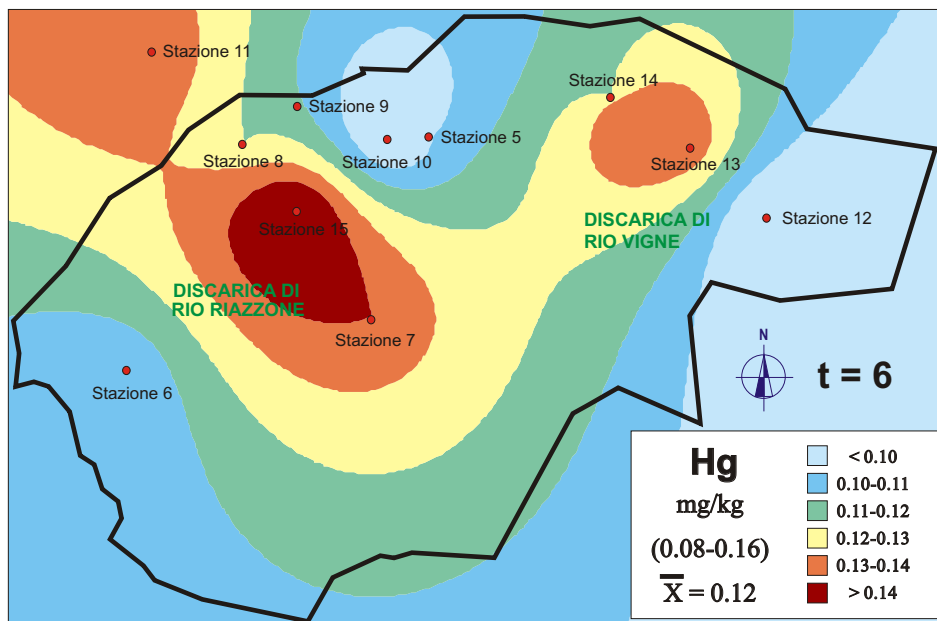 Stazione 11
Stazione 14
Stazione 9
Stazione 5
Stazione 8
Stazione 10
Stazione 13
Stazione 15
DISCARICA DI
RIO VIGNE
Stazione 12
DISCARICA DI
RIO RIAZZONE
Stazione 7
Stazione 6
N
t = 6
Hg
mg/kg
(0.08-0.16)
X̅ = 0.12
< 0.10
0.10-0.11
0.11-0.12
0.12-0.13
0.13-0.14
> 0.14